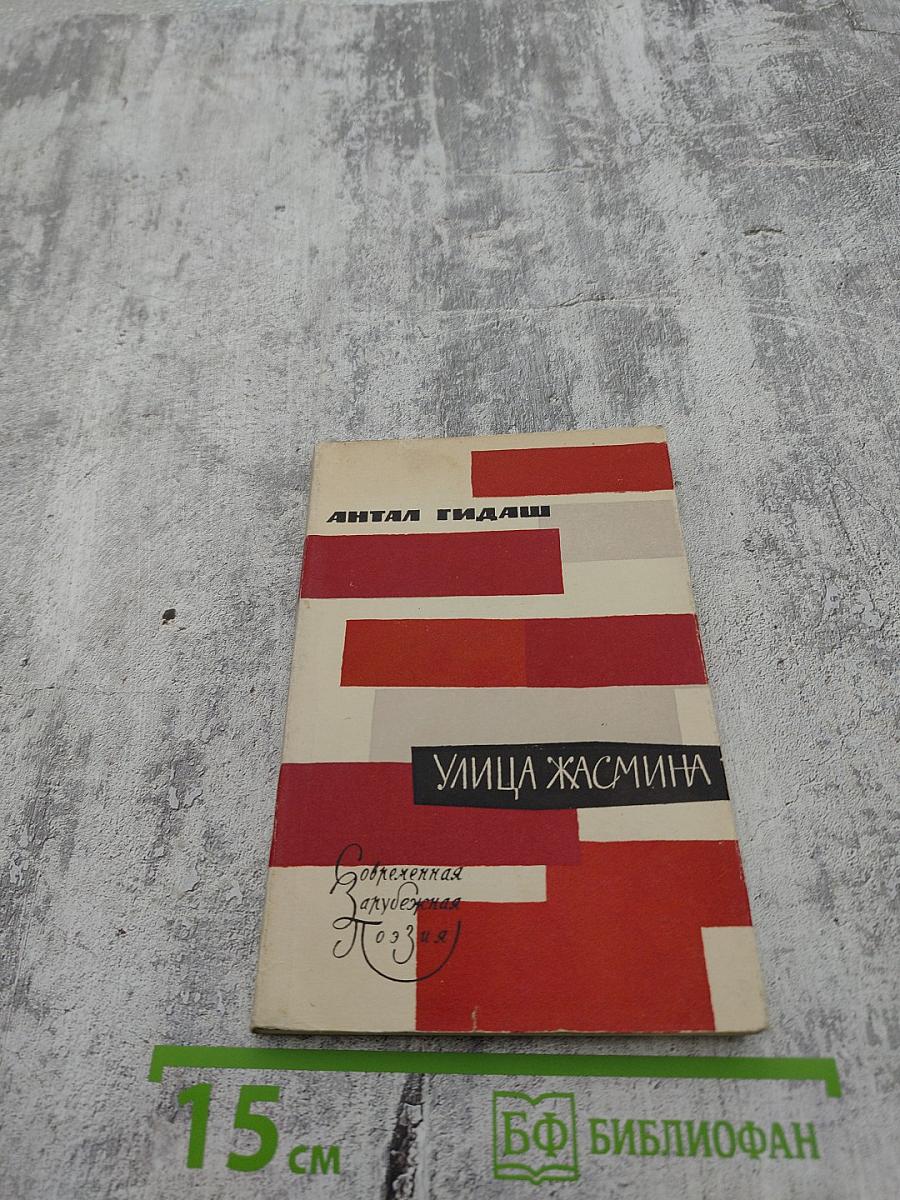 АНТАЛ ГИДАШ
УЛИЦА ЖАСМИНА
Современная
Зарубежная
Поэзия
15 см
БФ БИБЛИОФАН